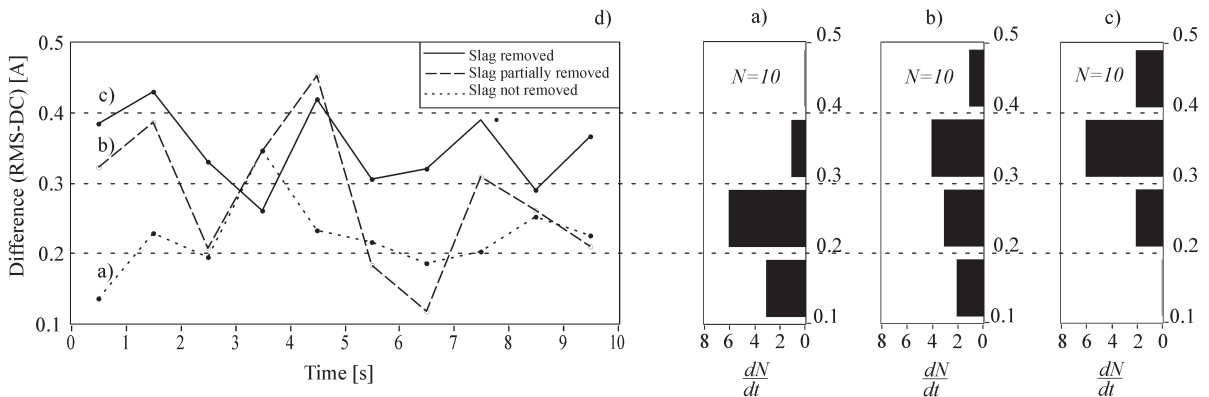 d)
a)
b)
c)
0.5
Slag removed
Slag partially removed
Slag not removed
0.4
0.3
0.2
0.1
c)
b)
a)
Difference (RMS-DC) [A]
0 1 2 3 4 5 6 7 8 9 10
Time [s]
N=10
0.5
0.4
0.3
0.2
0.1
8 6 4 2 0
dN
dt
N=10
0.5
0.4
0.3
0.2
0.1
8 6 4 2 0
dN
dt
N=10
0.5
0.4
0.3
0.2
0.1
8 6 4 2 0
dN
dt